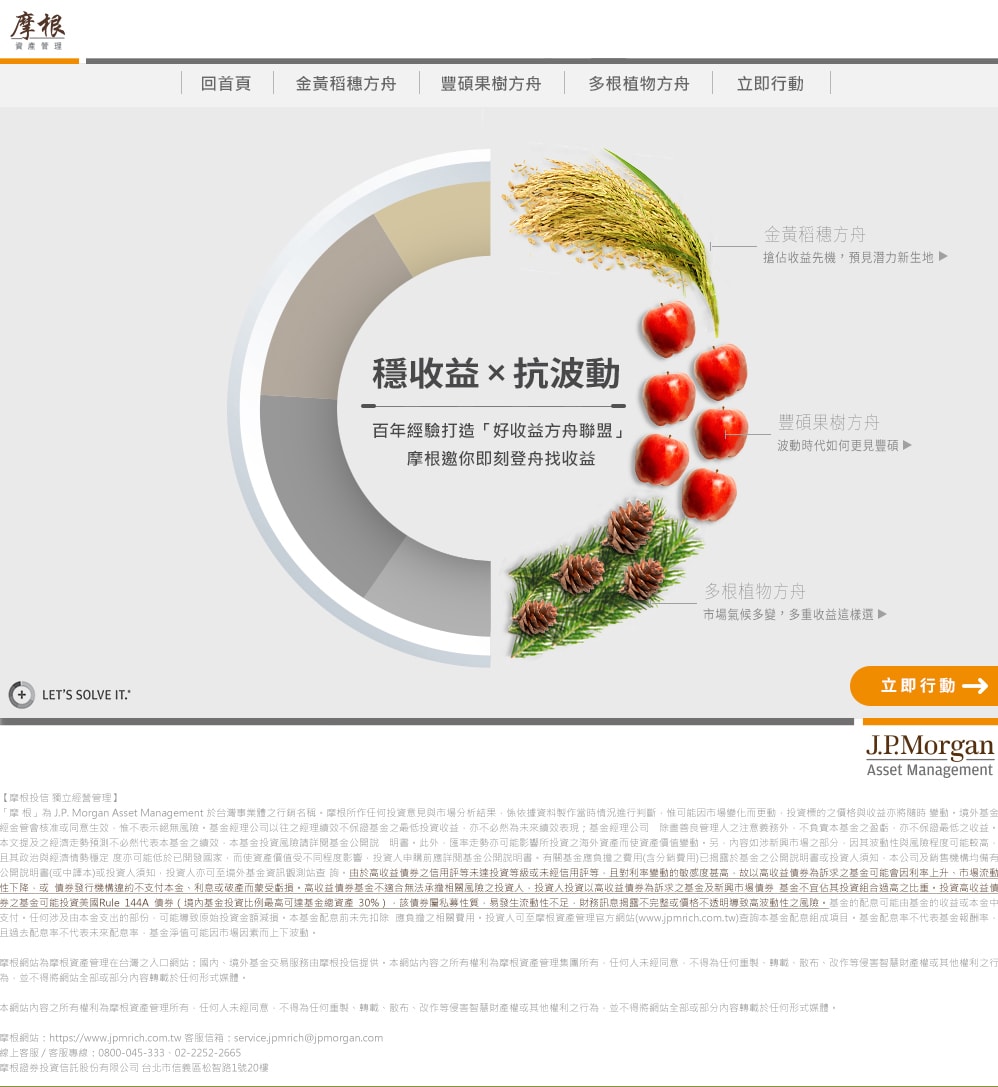 摩根
資產管理
回首頁
金黃稻穗方舟
豐碩果樹方舟
多根植物方舟
立即行動
金黃稻穗方舟
搶佔收益先機，預見潛力新生地
穩收益×抗波動
百年經驗打造「好收益方舟聯盟」
摩根邀你即刻登舟找收益
豐碩果樹方舟
波動時代如何更見豐碩
多根植物方舟
市場氣候多變，多重收益這樣選
立即行動
LET'S SOLVE IT.
J.P.Morgan
Asset Management
【摩根投信 獨立經營管理】
「摩 根」為 J.P. Morgan Asset Management 於台灣事業體之行銷名稱。摩根所作任何投資意見與市場分析結果，係依據資料製作當時情況進行判斷，惟可能因市場變化而更動，投資標的之價格與收益亦將隨時 變動。境外基金
經金管會核准或同意生效，惟不表示絕無風險。基金經理公司以往之經理績效不保證基金之最低投資收益，亦不必然為未來績效表現；基金經理公司　除盡善良管理人之注意義務外，不負責本基金之盈虧，亦不保證最低之收益。
本文提及之經濟走勢預測不必然代表本基金之績效，本基金投資風險請詳閱基金公開說　明書。此外，匯率走勢亦可能影響所投資之海外資產而使資產價值變動。另，內容如涉新興市場之部分，因其波動性與風險程度可能較高，
且其政治與經濟情勢穩定 度亦可能低於已開發國家，而使資產價值受不同程度影響，投資人申購前應詳閱基金公開說明書。有關基金應負擔之費用(含分銷費用)已揭露於基金之公開說明書或投資人須知，本公司及銷售機構均備有
公開說明書(或中譯本)或投資人須知，投資人亦可至境外基金資訊觀測站查 詢。由於高收益債券之信用評等未達投資等級或未經信用評等，且對利率變動的敏感度甚高，故以高收益債券為訴求之基金可能會因利率上升、市場流動
性下降，或 債券發行機構違約不支付本金、利息或破產而蒙受虧損。高收益債券基金不適合無法承擔相關風險之投資人，投資人投資以高收益債券為訴求之基金及新興市場債券 基金不宜佔其投資組合過高之比重。投資高收益債
券之基金可能投資美國Rule 144A 債券（境內基金投資比例最高可達基金總資產 30%），該債券屬私募性質，易發生流動性不足，財務訊息揭露不完整或價格不透明導致高波動性之風險。基金的配息可能由基金的收益或本金中
支付。任何涉及由本金支出的部份，可能導致原始投資金額減損。本基金配息前未先扣除 應負擔之相關費用。投資人可至摩根資產管理官方網站(www.jpmrich.com.tw)查詢本基金配息組成項目。基金配息率不代表基金報酬率，
且過去配息率不代表未來配息率，基金淨值可能因市場因素而上下波動。
摩根網站為摩根資產管理在台灣之入口網站；國內、境外基金交易服務由摩根投信提供。本網站內容之所有權利為摩根資產管理集團所有，任何人未經同意，不得為任何重製、轉載、散布、改作等侵害智慧財產權或其他權利之行
為，並不得將網站全部或部分內容轉載於任何形式媒體。
本網站內容之所有權利為摩根資產管理所有，任何人未經同意，不得為任何重製、轉載、散布、改作等侵害智慧財產權或其他權利之行為，並不得將網站全部或部分內容轉載於任何形式媒體。
摩根網站：https://www.jpmrich.com.tw 客服信箱：service.jpmrich@jpmorgan.com
線上客服 / 客服專線：0800-045-333、02-2252-2665
摩根證券投資信託股份有限公司 台北市信義區松智路1號20樓